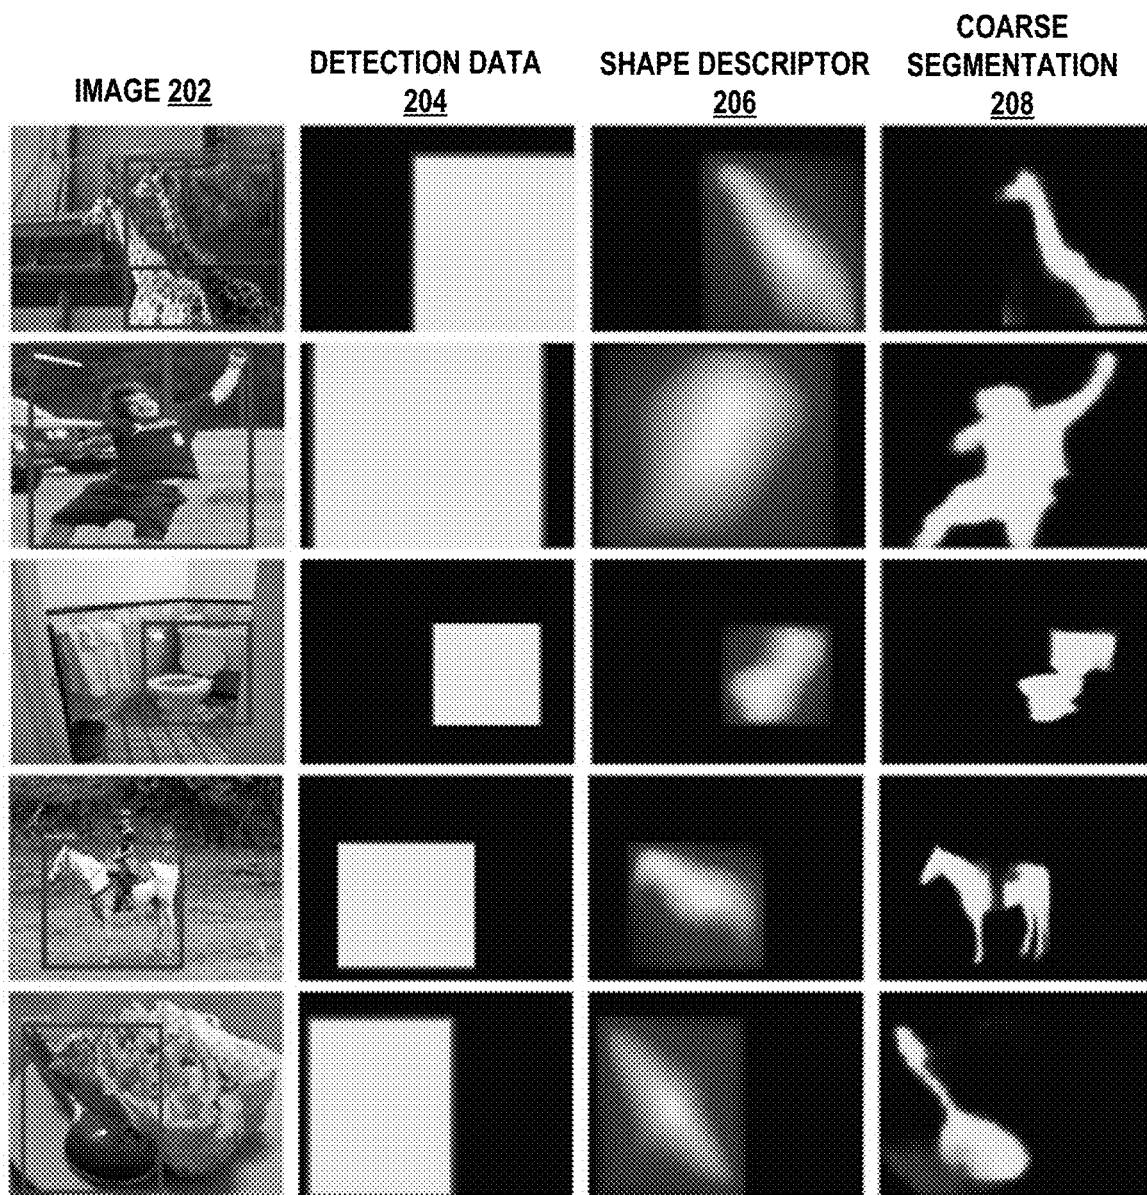 IMAGE 202
DETECTION DATA
204
SHAPE DESCRIPTOR
206
COARSE
SEGMENTATION
208